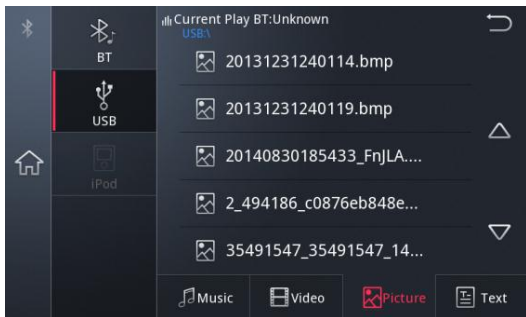 Current Play BT:Unknown
USB:\
BT
USB
iPod
20131231240114.bmp
20131231240119.bmp
20140830185433_FnJLA....
2_494186_c0876eb848e...
35491547_35491547_14...
Music
Video
Picture
Text